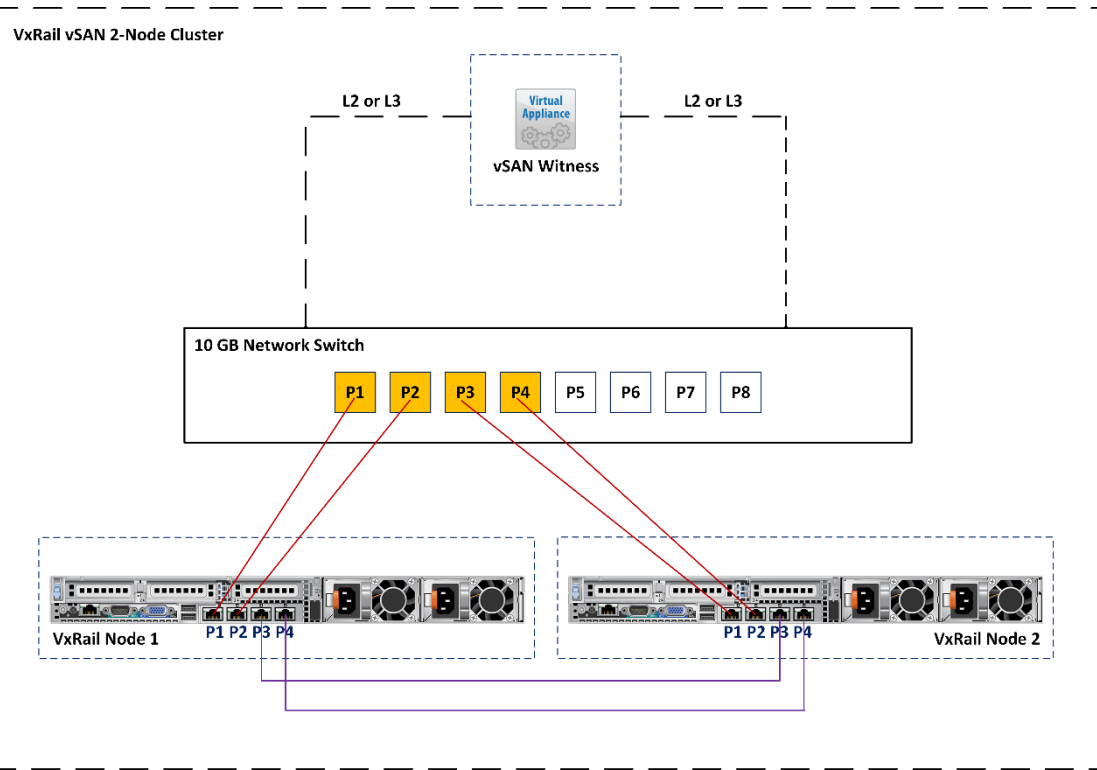 VxRail vSAN 2-Node Cluster
L2 or L3
Virtual
Appliance
L2 or L3
vSAN Witness
10 GB Network Switch
P1 P2 P3 P4 P5 P6 P7 P8
P1 P2 P3 P4
P1 P2 P3 P4
VxRail Node 1
VxRail Node 2